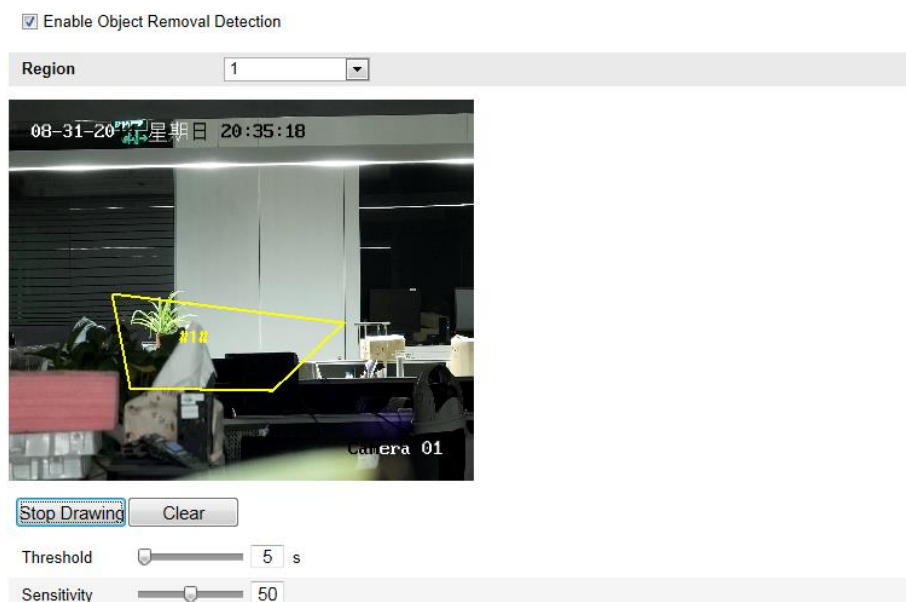 Enable Object Removal Detection
Region 1
08-31-20 星期日 20:35:18
#1#
Camera 01
Stop Drawing Clear
Threshold 5 s
Sensitivity 50